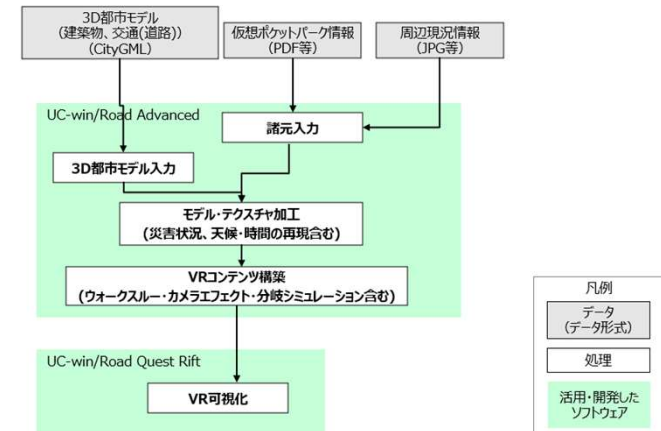 3D都市モデル
(建築物、交通(道路))
(CityGML)
仮想ポケットパーク情報
(PDF等)
周辺現況情報
(JPG等)
UC-win/Road Advanced
諸元入力
3D都市モデル入力
モデル・テクスチャ加工
(災害状況、天候・時間の再現含む)
VRコンテンツ構築
(ウォークスルー・カメラエフェクト・分岐シミュレーション含む)
UC-win/Road Quest Rift
VR可視化
凡例
データ
(データ形式)
処理
活用・開発した
ソフトウェア